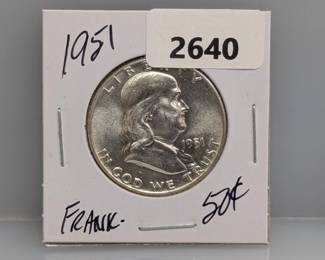 1951
2640
LIBERTY
1951
IN GOD WE TRUST
FRANK.
50¢